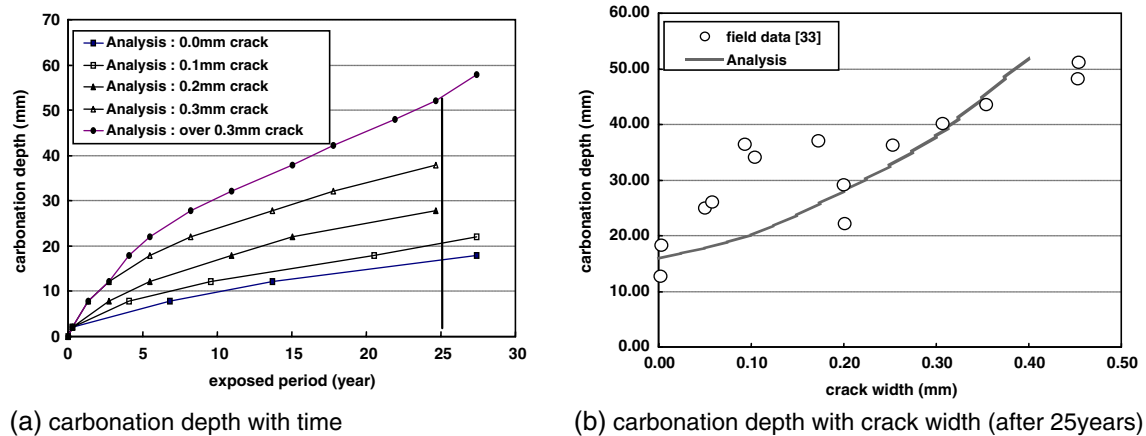 70
60
50
40
30
20
10
0
carbonation depth (mm)
Analysis : 0.0mm crack
Analysis : 0.1mm crack
Analysis : 0.2mm crack
Analysis : 0.3mm crack
Analysis : over 0.3mm crack
0 5 10 15 20 25 30
exposed period (year)
(a) carbonation depth with time
60.00
50.00
40.00
30.00
20.00
10.00
0.00
carbonation depth (mm)
field data [33]
Analysis
0.00 0.10 0.20 0.30 0.40 0.50
crack width (mm)
(b) carbonation depth with crack width (after 25years)